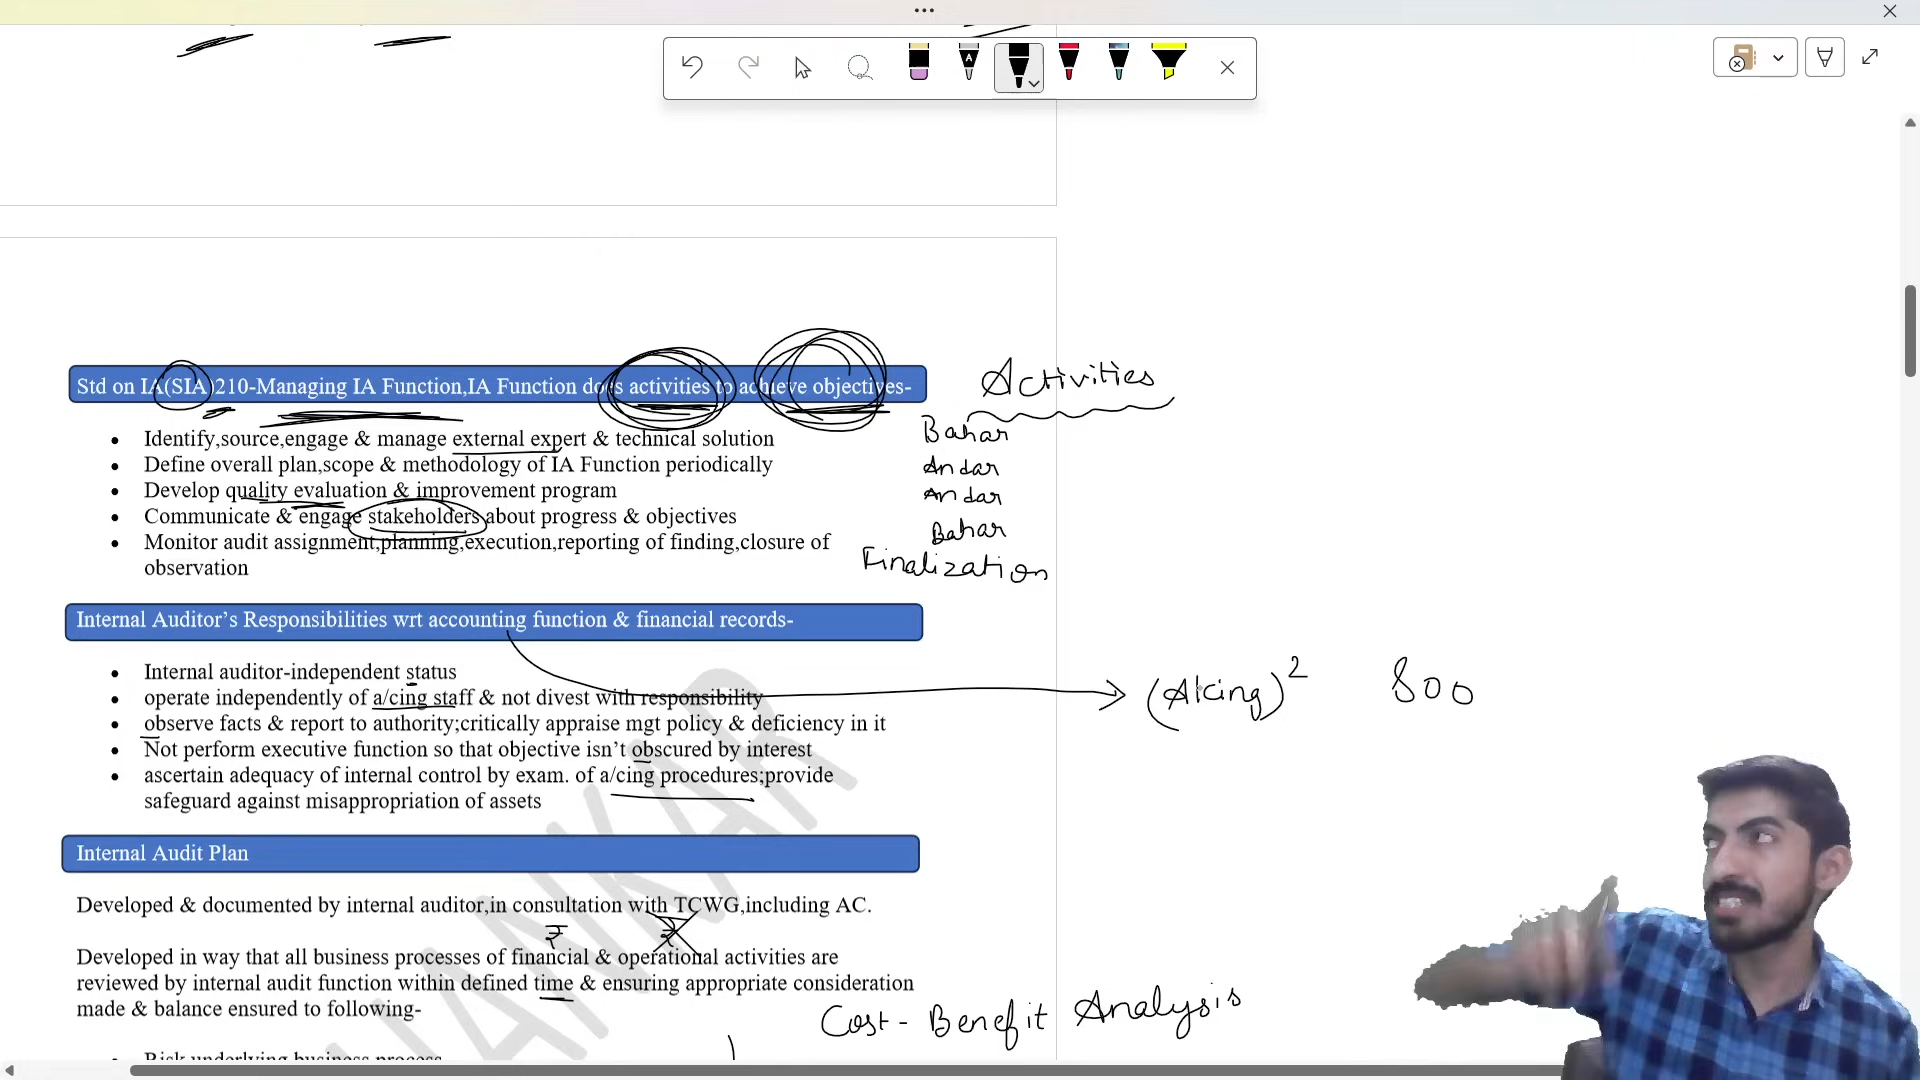 Std on IA(SIA)210-Managing IA Function,IA Function does activities to achieve objectives-
Activities
• Identify,source,engage & manage external expert & technical solution
Bahar
• Define overall plan,scope & methodology of IA Function periodically
Andar
• Develop quality evaluation & improvement program
Andar
• Communicate & engage stakeholders about progress & objectives
Bahar
• Monitor audit assignment,planning,execution,reporting of finding,closure of
observation
Finalization
Internal Auditor’s Responsibilities wrt accounting function & financial records-
• Internal auditor-independent status
• operate independently of a/cing staff & not divest with responsibility
(A/cing)² 800
• observe facts & report to authority;critically appraise mgt policy & deficiency in it
• Not perform executive function so that objective isn’t obscured by interest
• ascertain adequacy of internal control by exam. of a/cing procedures;provide
safeguard against misappropriation of assets
Internal Audit Plan
Developed & documented by internal auditor,in consultation with TCWG,including AC.
₹ ₹
Developed in way that all business processes of financial & operational activities are
reviewed by internal audit function within defined time & ensuring appropriate consideration
made & balance ensured to following-
Cost - Benefit Analysis
• Risk underlying business process